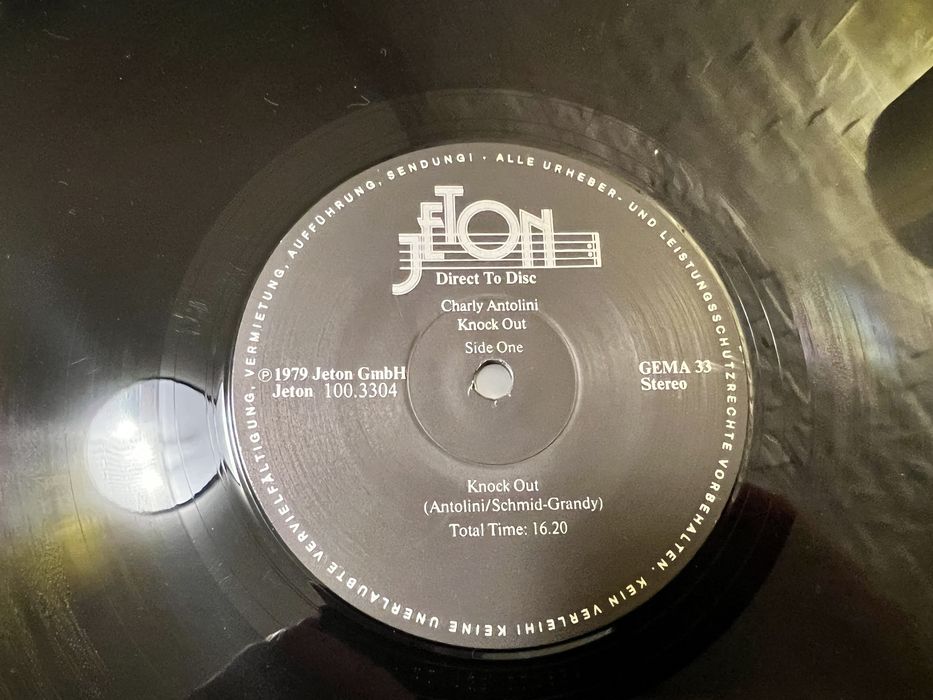 JETON
Direct To Disc
Charly Antolini
Knock Out
Side One
℗ 1979 Jeton GmbH
Jeton 100.3304
GEMA 33
Stereo
Knock Out
(Antolini/Schmid-Grandy)
Total Time: 16.20
ALLE URHEBER- UND LEISTUNGSSCHUTZRECHTE VORBEHALTEN. KEIN VERLEIH! KEINE UNERLAUBTE VERVIELFÄLTIGUNG, VERMIETUNG, AUFFÜHRUNG, SENDUNG! ·